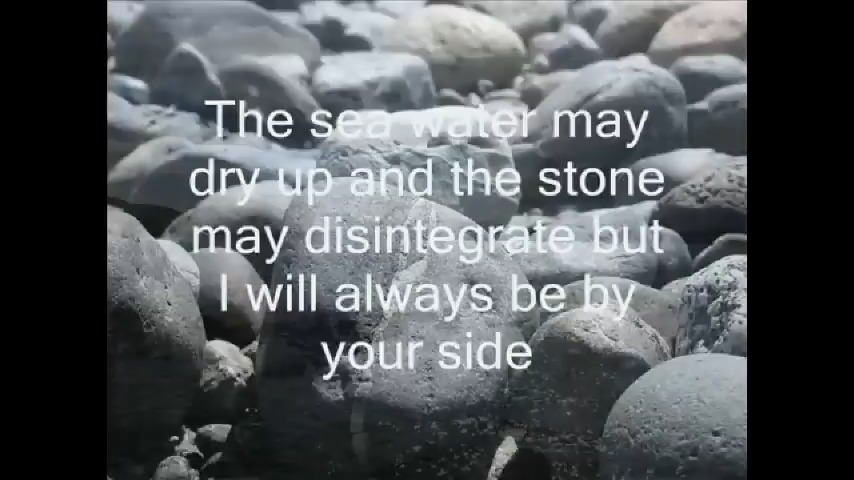 The sea water may
dry up and the stone
may disintegrate but
I will always be by
your side